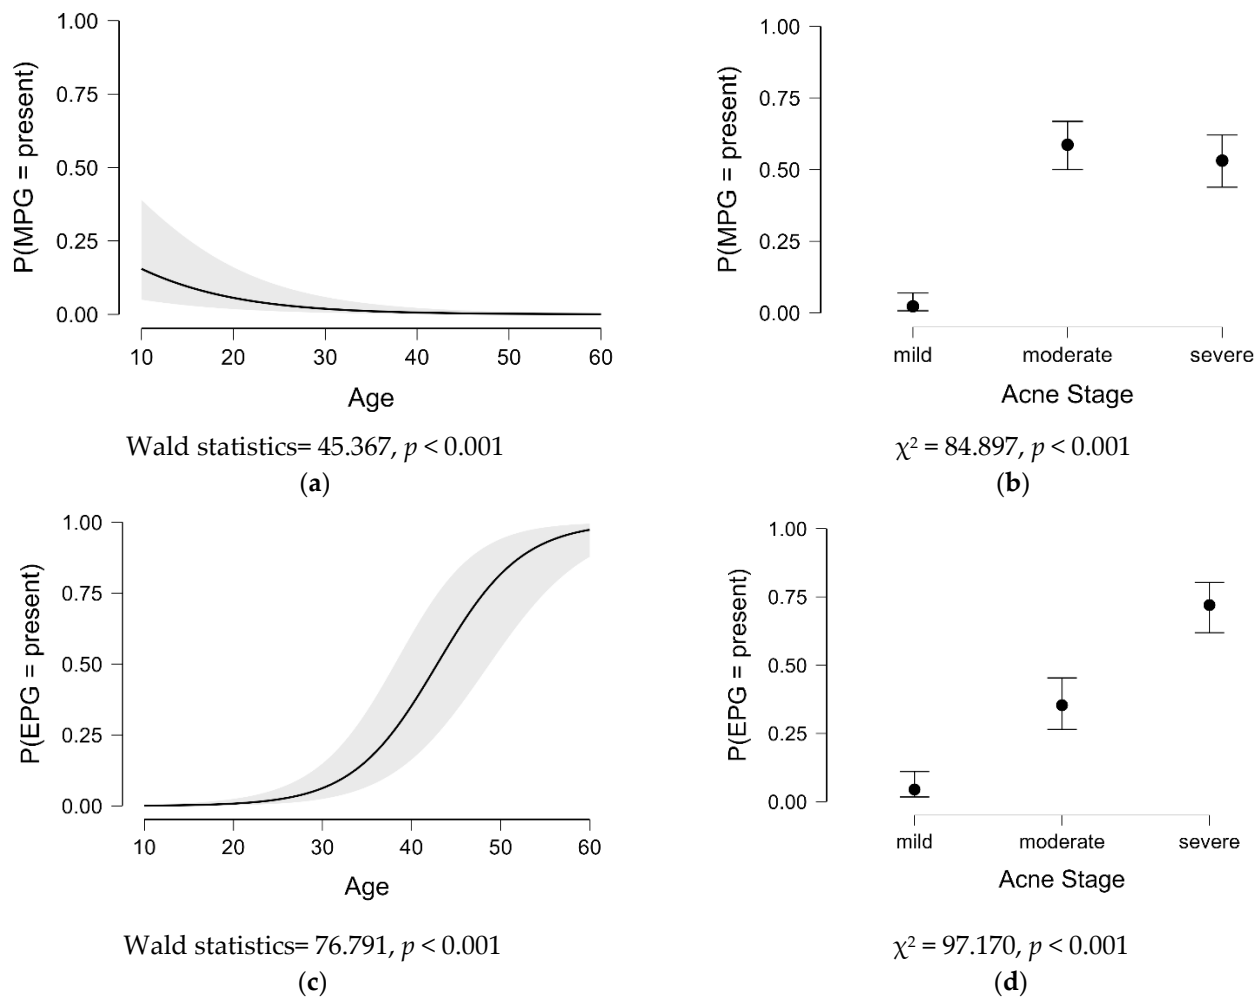 1.00
0.75
0.50
0.25
0.00
P(MPG = present)
10 20 30 40 50 60
Age
Wald statistics= 45.367, p < 0.001
(a)
1.00
0.75
0.50
0.25
0.00
P(MPG = present)
mild moderate severe
Acne Stage
χ² = 84.897, p < 0.001
(b)
1.00
0.75
0.50
0.25
0.00
P(EPG = present)
10 20 30 40 50 60
Age
Wald statistics= 76.791, p < 0.001
(c)
1.00
0.75
0.50
0.25
0.00
P(EPG = present)
mild moderate severe
Acne Stage
χ² = 97.170, p < 0.001
(d)